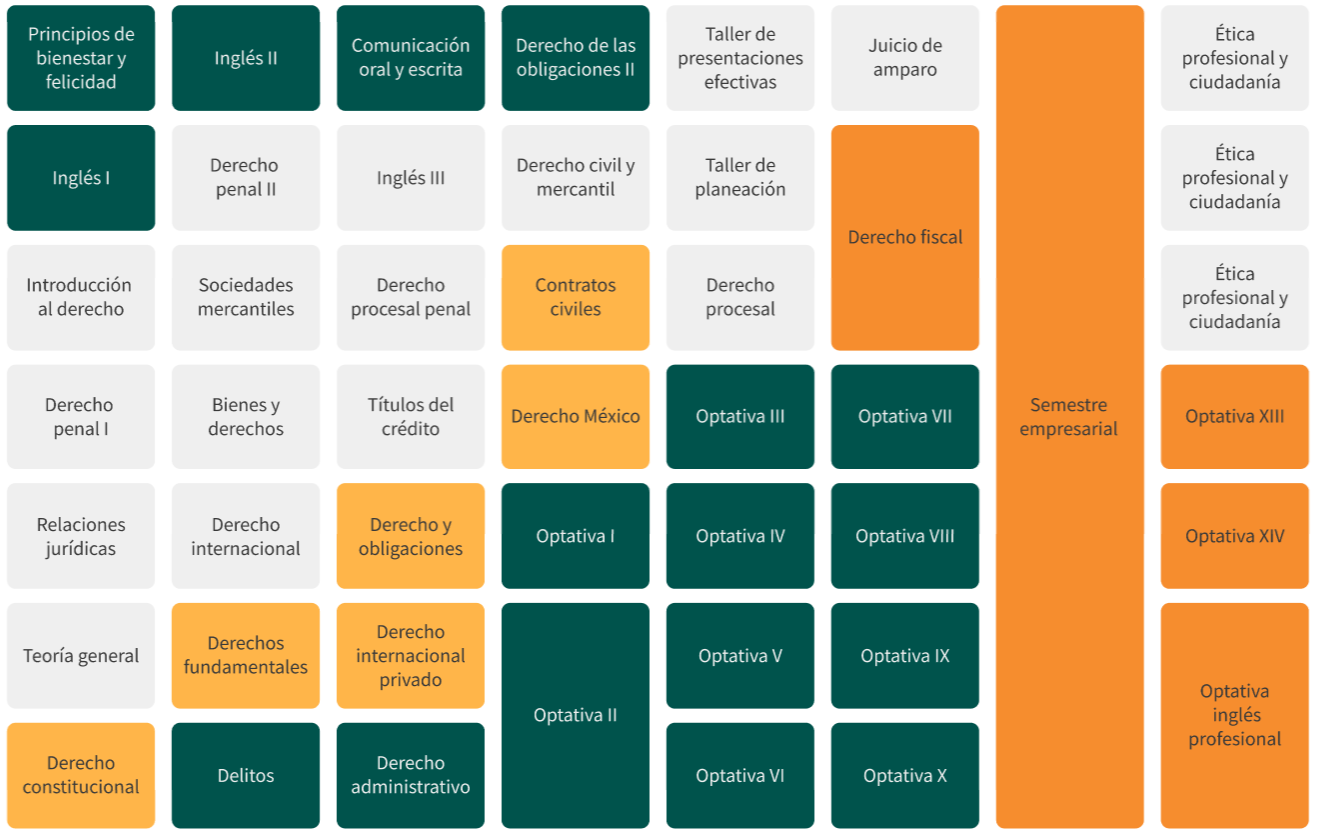 Principios de
bienestar y
felicidad
Inglés II
Comunicación
oral y escrita
Derecho de las
obligaciones II
Taller de
presentaciones
efectivas
Juicio de
amparo
Ética
profesional y
ciudadanía
Inglés I
Derecho
penal II
Inglés III
Derecho civil y
mercantil
Taller de
planeación
Derecho fiscal
Ética
profesional y
ciudadanía
Introducción
al derecho
Sociedades
mercantiles
Derecho
procesal penal
Contratos
civiles
Derecho
procesal
Ética
profesional y
ciudadanía
Derecho
penal I
Bienes y
derechos
Títulos del
crédito
Derecho México
Optativa III
Optativa VII
Semestre
empresarial
Optativa XIII
Relaciones
jurídicas
Derecho
internacional
Derecho y
obligaciones
Optativa I
Optativa IV
Optativa VIII
Optativa XIV
Teoría general
Derechos
fundamentales
Derecho
internacional
privado
Optativa II
Optativa V
Optativa IX
Optativa
inglés
profesional
Derecho
constitucional
Delitos
Derecho
administrativo
Optativa VI
Optativa X